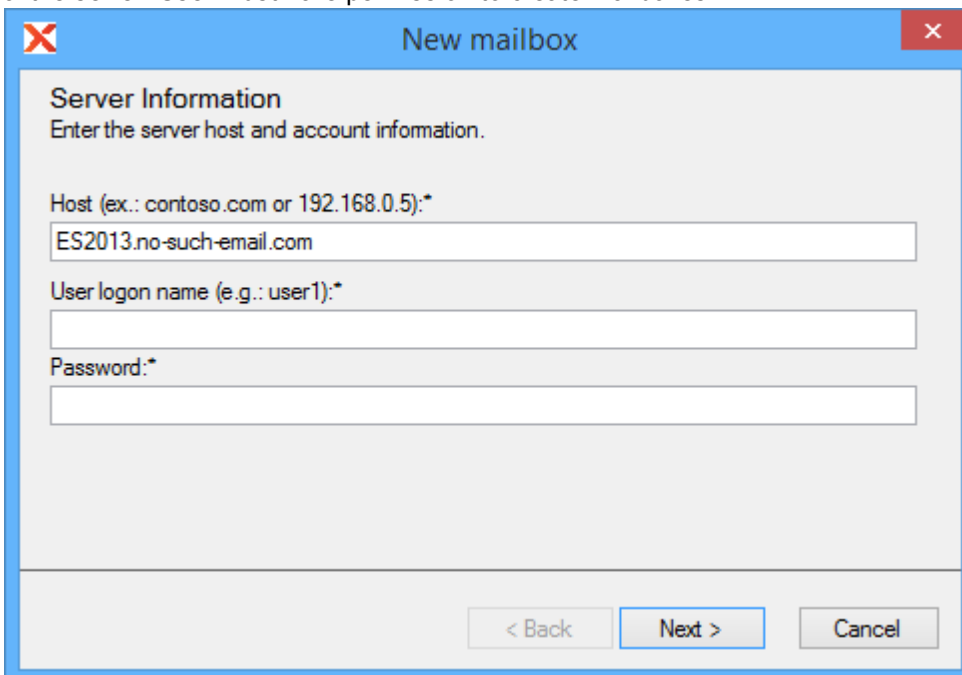 New mailbox
Server Information
Enter the server host and account information.
Host (ex.: contoso.com or 192.168.0.5):*
ES2013.no-such-email.com
User logon name (e.g.: user1):*
Password:*
< Back
Next >
Cancel